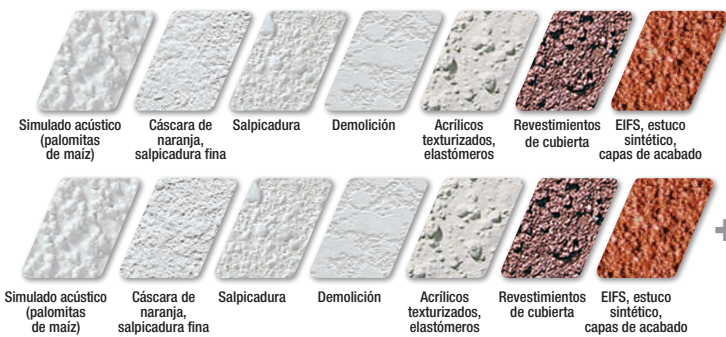 Simulado acústico
(palomitas
de maíz)
Cáscara de
naranja,
salpicadura fina
Salpicadura
Demolición
Acrílicos
texturizados,
elastómeros
Revestimientos
de cubierta
EIFS, estuco
sintético,
capas de acabado
Simulado acústico
(palomitas
de maíz)
Cáscara de
naranja,
salpicadura fina
Salpicadura
Demolición
Acrílicos
texturizados,
elastómeros
Revestimientos
de cubierta
EIFS, estuco
sintético,
capas de acabado
+